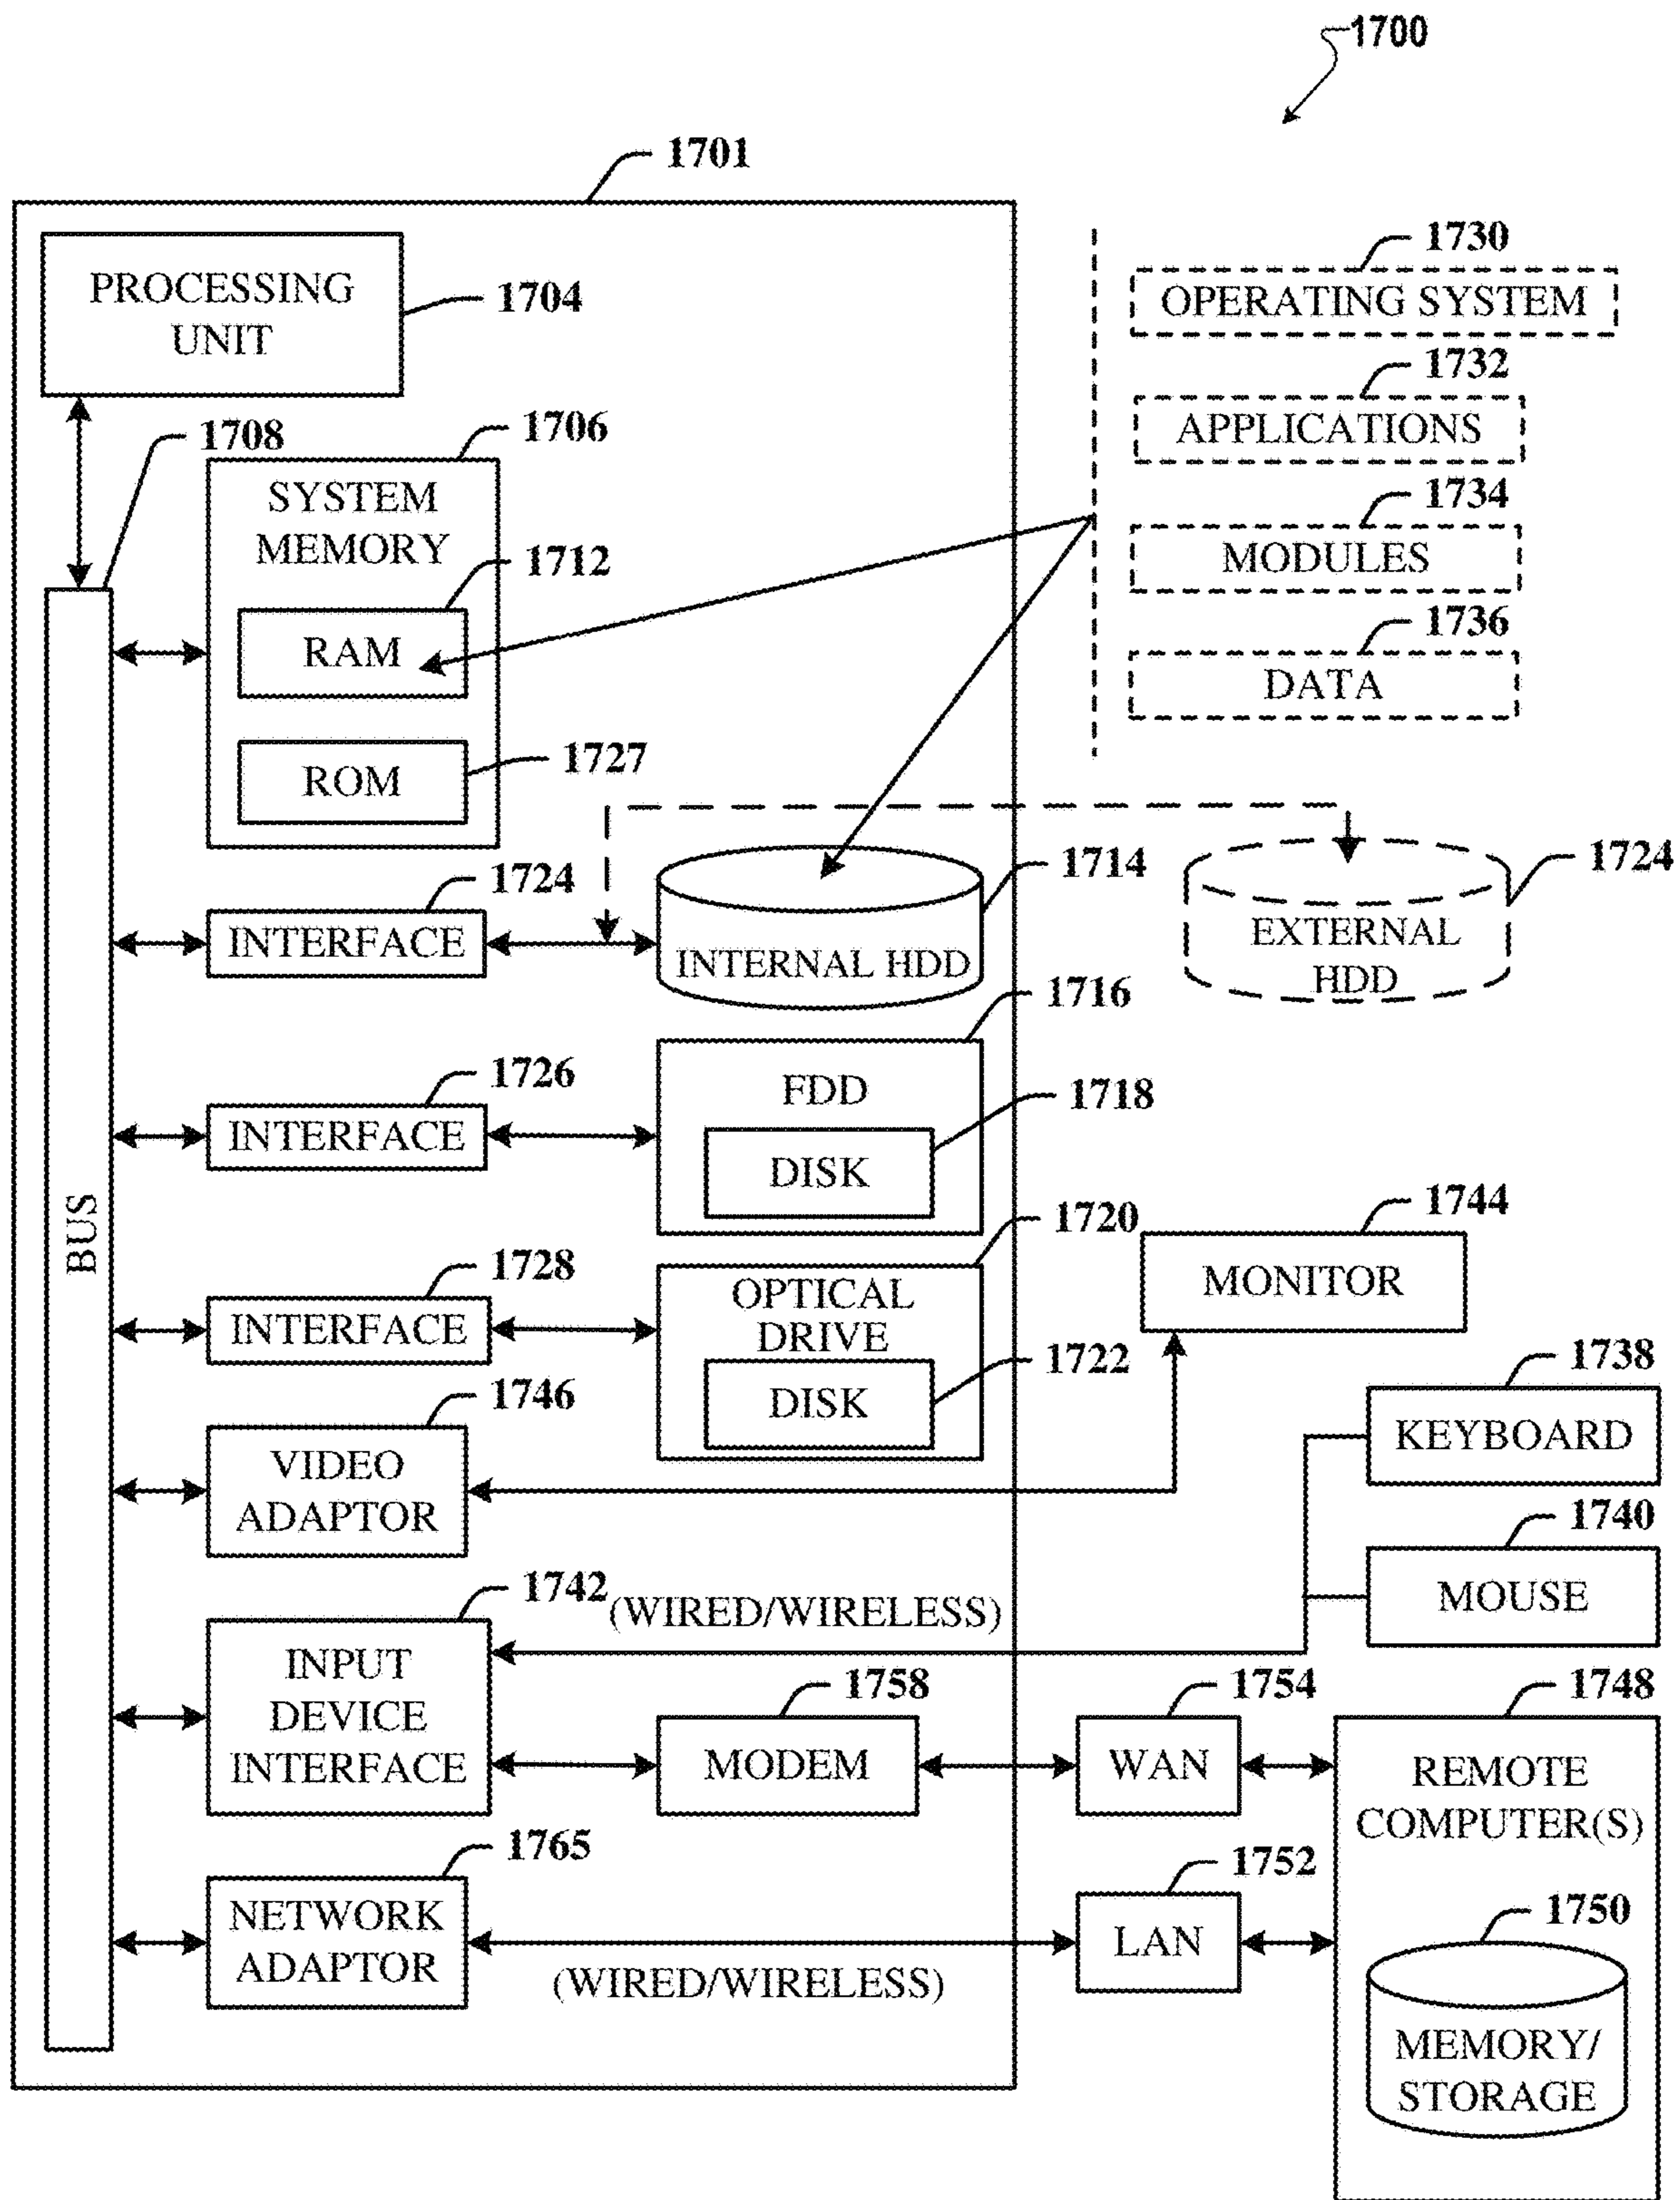 1700
1701
PROCESSING
UNIT
1704
1730
OPERATING SYSTEM
1732
APPLICATIONS
1734
MODULES
1736
DATA
1708
1706
SYSTEM
MEMORY
1712
RAM
1727
ROM
1724
INTERFACE
1714
INTERNAL HDD
1724
EXTERNAL
HDD
1716
1726
INTERFACE
FDD
1718
DISK
BUS
1720
1728
INTERFACE
OPTICAL
DRIVE
1722
DISK
1744
MONITOR
1738
KEYBOARD
1746
VIDEO
ADAPTOR
1740
MOUSE
1742
(WIRED/WIRELESS)
INPUT
DEVICE
INTERFACE
1758
MODEM
1754
WAN
1748
REMOTE
COMPUTER(S)
1765
NETWORK
ADAPTOR
(WIRED/WIRELESS)
1752
LAN
1750
MEMORY/
STORAGE